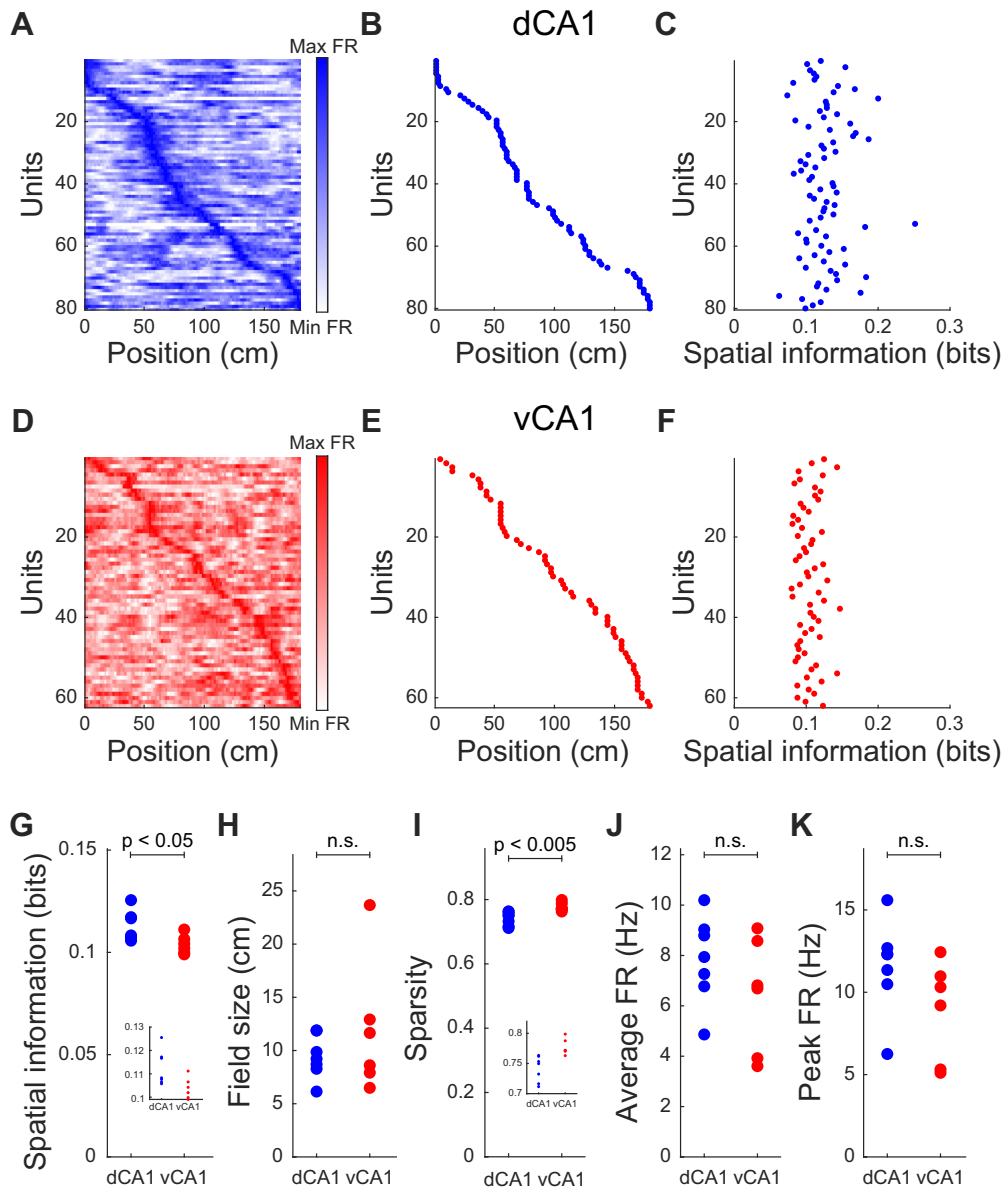 A
B
dCA1
C
Max FR
Min FR
Units
20
40
60
80
0
50
100
150
Position (cm)
Units
20
40
60
80
0
50
100
150
Position (cm)
Units
20
40
60
80
0
0.1
0.2
0.3
Spatial information (bits)
D
E
vCA1
F
Max FR
Min FR
Units
20
40
60
0
50
100
150
Position (cm)
Units
20
40
60
0
50
100
150
Position (cm)
Units
20
40
60
0
0.1
0.2
0.3
Spatial information (bits)
G
p < 0.05
Spatial information (bits)
0.15
0.1
0.05
0
0.13
0.12
0.11
0.1
dCA1 vCA1
dCA1 vCA1
H
n.s.
Field size (cm)
25
20
15
10
5
0
dCA1 vCA1
I
p < 0.005
Sparsity
1
0.8
0.6
0.4
0.2
0
0.8
0.75
0.7
dCA1 vCA1
dCA1 vCA1
J
n.s.
Average FR (Hz)
12
10
8
6
4
2
0
dCA1 vCA1
K
n.s.
Peak FR (Hz)
15
10
5
0
dCA1 vCA1